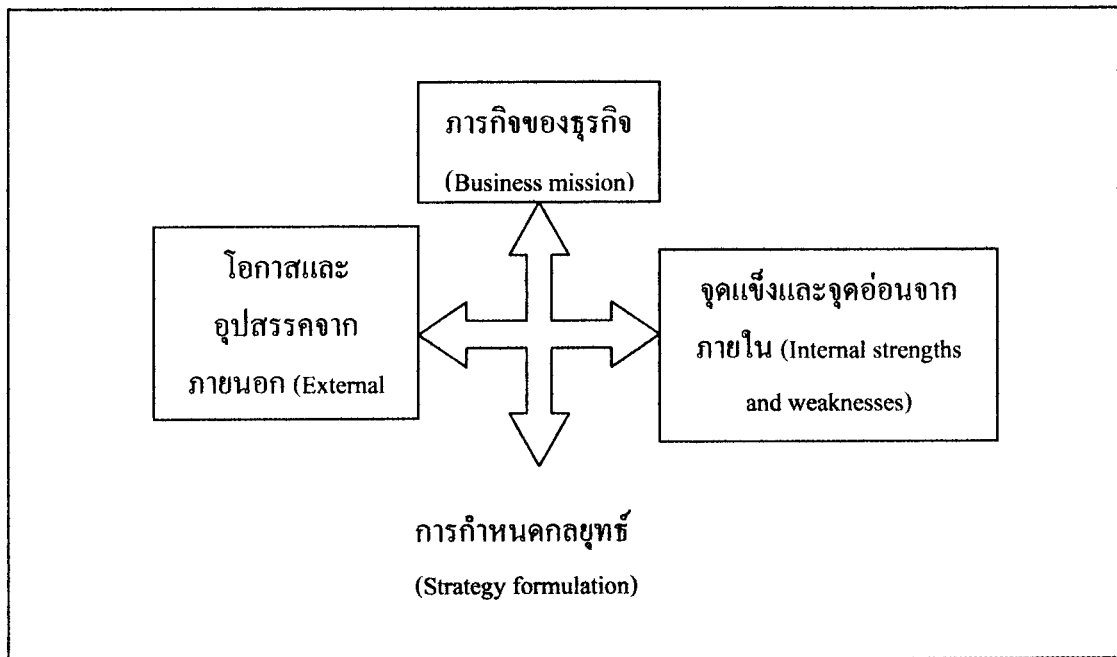 ภารกิจของธุรกิจ
(Business mission)
โอกาสและ
อุปสรรคจาก
ภายนอก (External
จุดแข็งและจุดอ่อนจาก
ภายใน (Internal strengths
and weaknesses)
การกำหนดกลยุทธ์
(Strategy formulation)